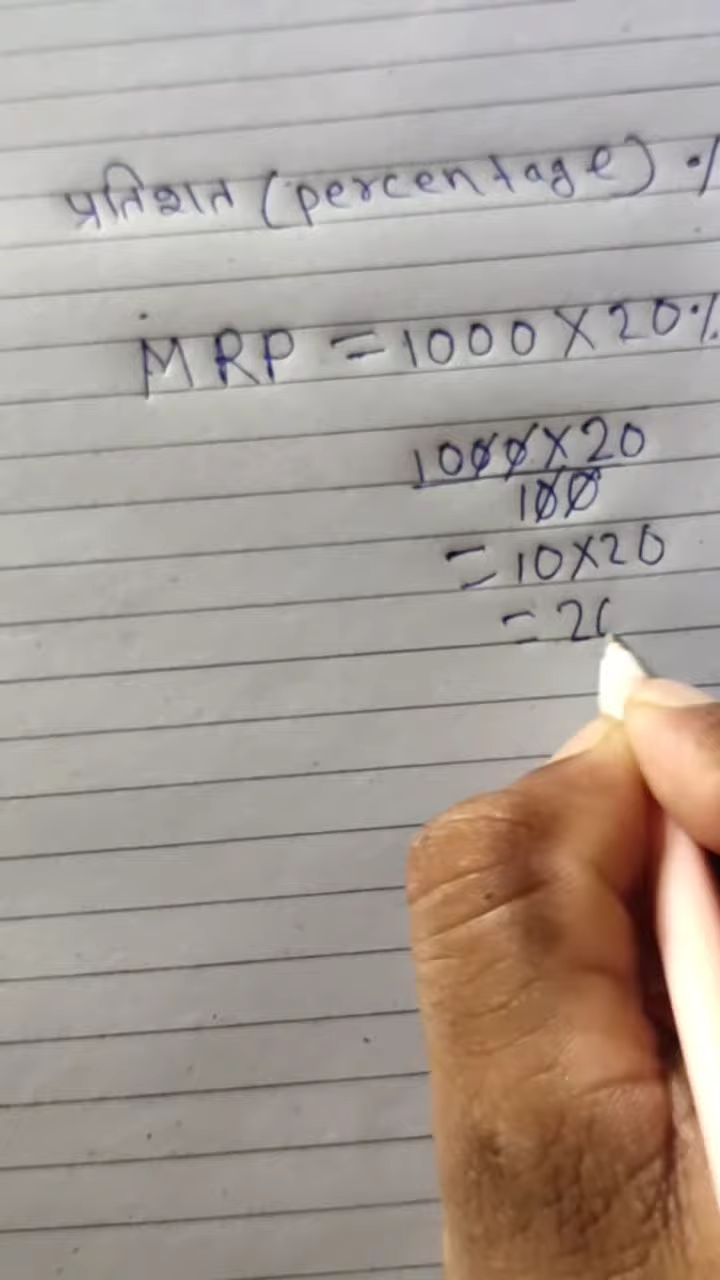 प्रतिशत (percentage) %
MRP = 1000 X 20%
1000 X 20
100
= 10 X 20
= 20